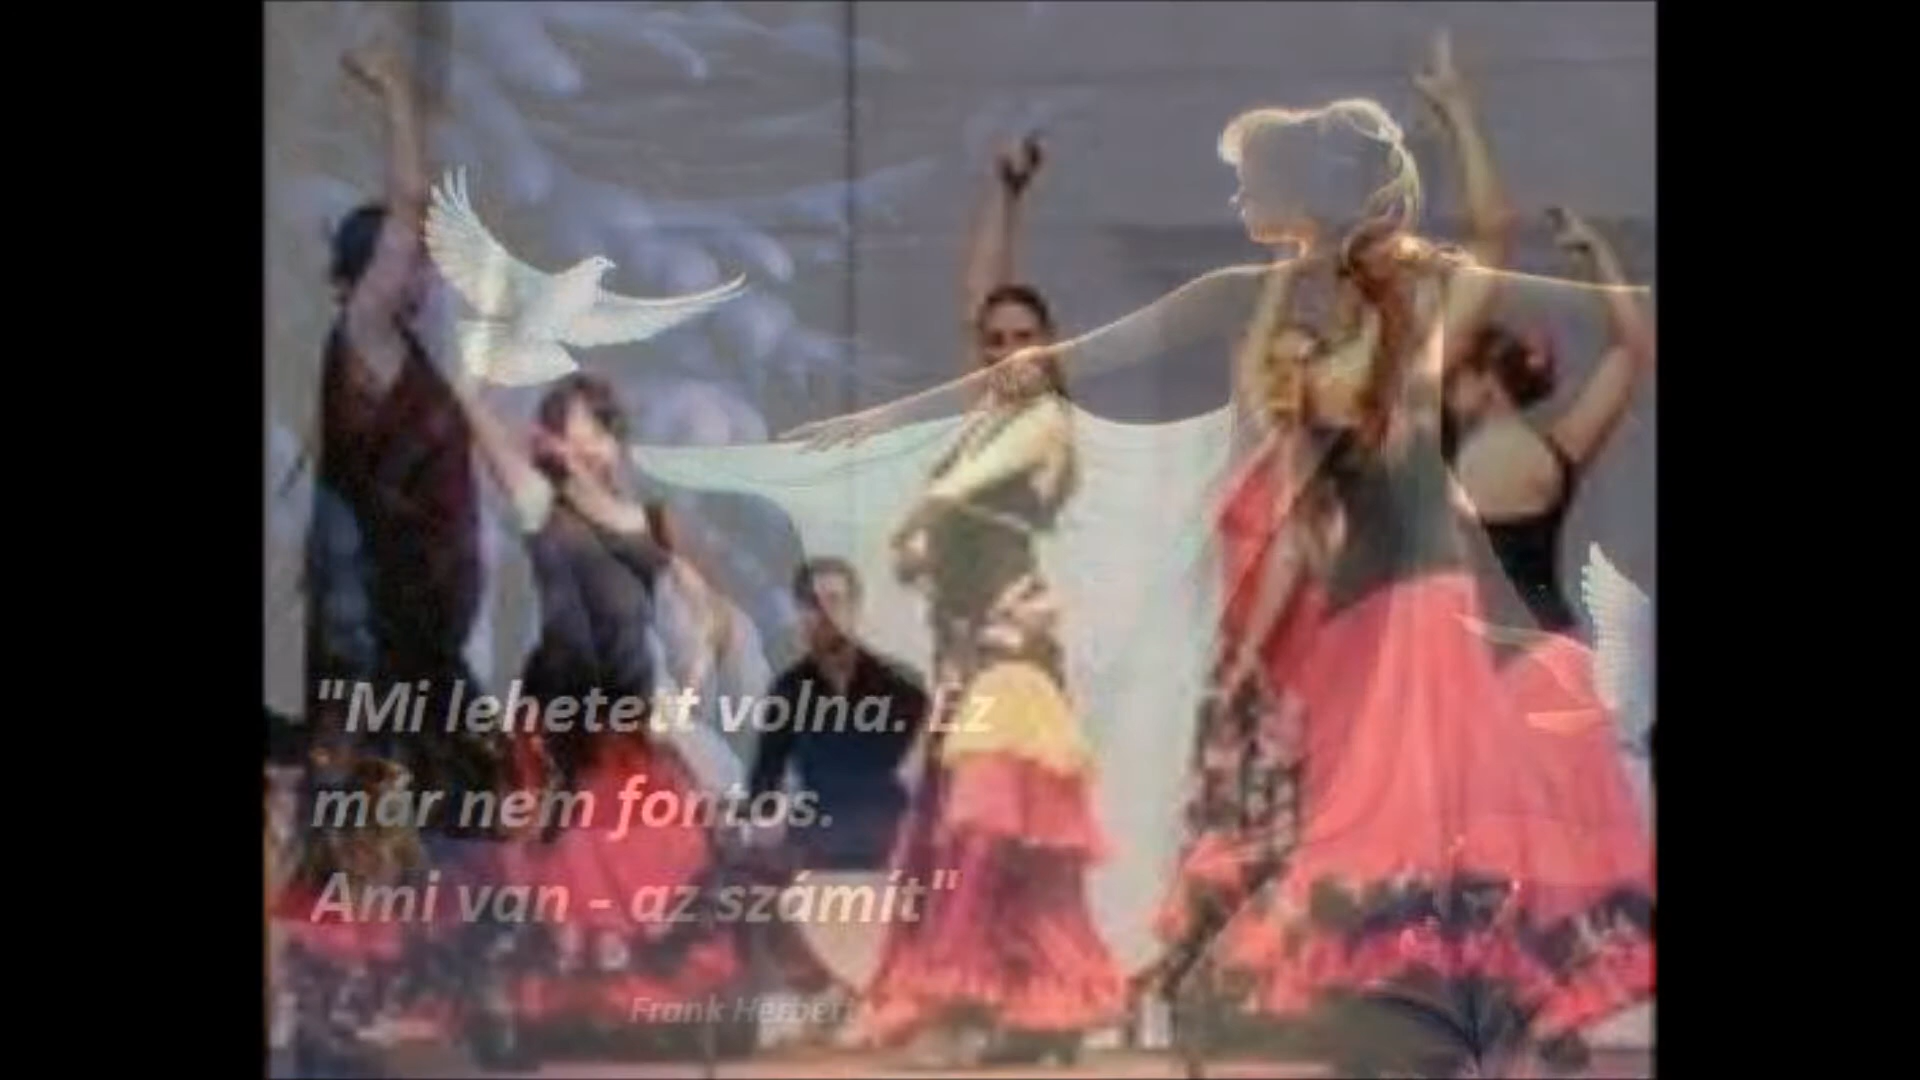 "Mi lehetett volna. Ez
már nem fontos.
Ami van - az számít"
Frank Herbert